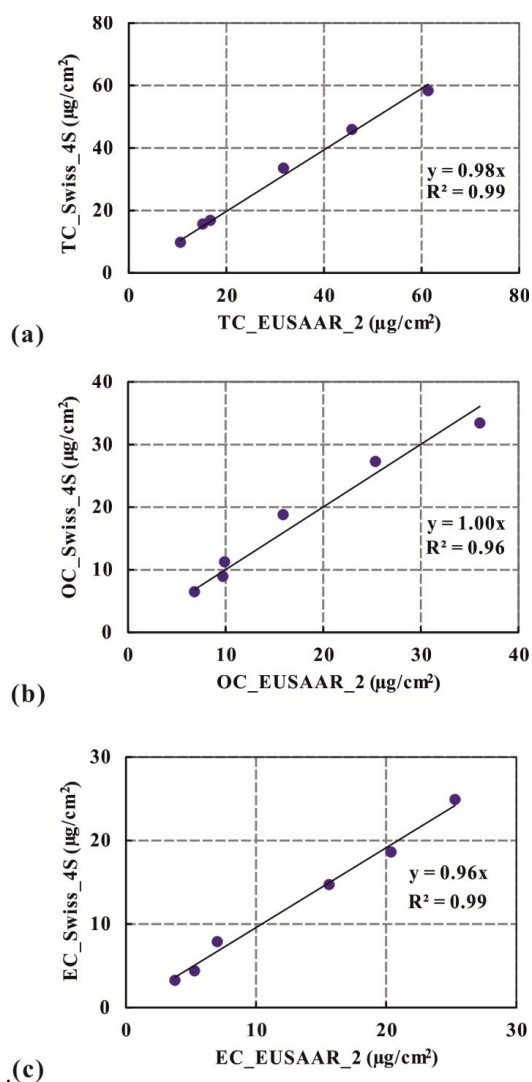 80
60
40
20
0
TC_Swiss_4S (µg/cm²)
y = 0.98x
R² = 0.99
0 20 40 60 80
TC_EUSAAR_2 (µg/cm²)
(a)
40
30
20
10
0
OC_Swiss_4S (µg/cm²)
y = 1.00x
R² = 0.96
0 10 20 30 40
OC_EUSAAR_2 (µg/cm²)
(b)
30
20
10
0
EC_Swiss_4S (µg/cm²)
y = 0.96x
R² = 0.99
0 10 20 30
EC_EUSAAR_2 (µg/cm²)
.(c)